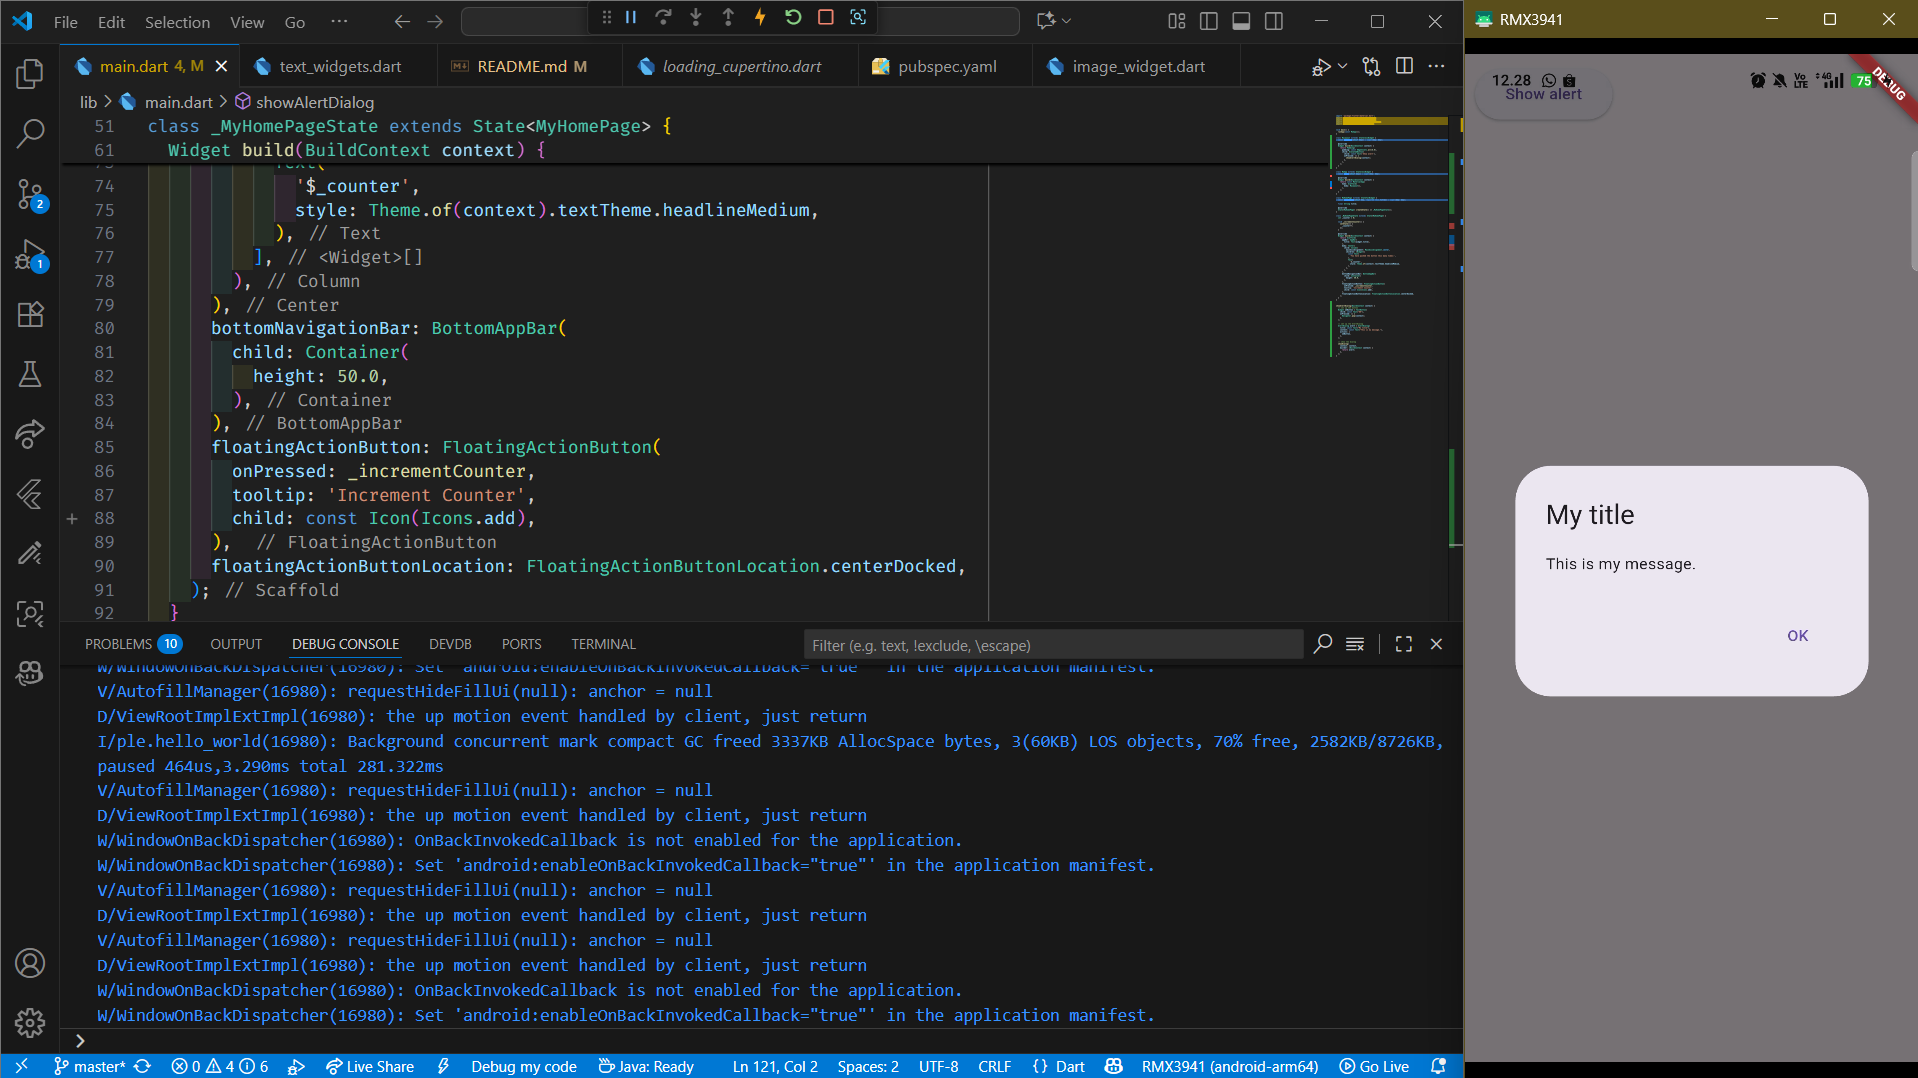 File Edit Selection View Go ···
RMX3941
main.dart 4, M
text_widgets.dart
README.md M
loading_cupertino.dart
pubspec.yaml
image_widget.dart
lib > main.dart > showAlertDialog
51 class _MyHomePageState extends State<MyHomePage> {
61 Widget build(BuildContext context) {
Text(
74 '$_counter',
75 style: Theme.of(context).textTheme.headlineMedium,
76 ), // Text
77 ], // <Widget>[]
78 ), // Column
79 ), // Center
80 bottomNavigationBar: BottomAppBar(
81 child: Container(
82 height: 50.0,
83 ), // Container
84 ), // BottomAppBar
85 floatingActionButton: FloatingActionButton(
86 onPressed: _incrementCounter,
87 tooltip: 'Increment Counter',
88 child: const Icon(Icons.add),
89 ), // FloatingActionButton
90 floatingActionButtonLocation: FloatingActionButtonLocation.centerDocked,
91 ); // Scaffold
92 }
2
1
PROBLEMS 10 OUTPUT DEBUG CONSOLE DEVDB PORTS TERMINAL
Filter (e.g. text, !exclude, \escape)
W/WindowOnBackDispatcher(16980): Set 'android:enableOnBackInvokedCallback="true"' in the application manifest.
V/AutofillManager(16980): requestHideFillUi(null): anchor = null
D/ViewRootImplExtImpl(16980): the up motion event handled by client, just return
I/ple.hello_world(16980): Background concurrent mark compact GC freed 3337KB AllocSpace bytes, 3(60KB) LOS objects, 70% free, 2582KB/8726KB,
paused 464us,3.290ms total 281.322ms
V/AutofillManager(16980): requestHideFillUi(null): anchor = null
D/ViewRootImplExtImpl(16980): the up motion event handled by client, just return
W/WindowOnBackDispatcher(16980): OnBackInvokedCallback is not enabled for the application.
W/WindowOnBackDispatcher(16980): Set 'android:enableOnBackInvokedCallback="true"' in the application manifest.
V/AutofillManager(16980): requestHideFillUi(null): anchor = null
D/ViewRootImplExtImpl(16980): the up motion event handled by client, just return
V/AutofillManager(16980): requestHideFillUi(null): anchor = null
D/ViewRootImplExtImpl(16980): the up motion event handled by client, just return
W/WindowOnBackDispatcher(16980): OnBackInvokedCallback is not enabled for the application.
W/WindowOnBackDispatcher(16980): Set 'android:enableOnBackInvokedCallback="true"' in the application manifest.
master* 0 4 6 Live Share Debug my code Java: Ready Ln 121, Col 2 Spaces: 2 UTF-8 CRLF { } Dart RMX3941 (android-arm64) Go Live
12.28 Vo LTE 4G 75
DEBUG
Show alert
My title
This is my message.
OK